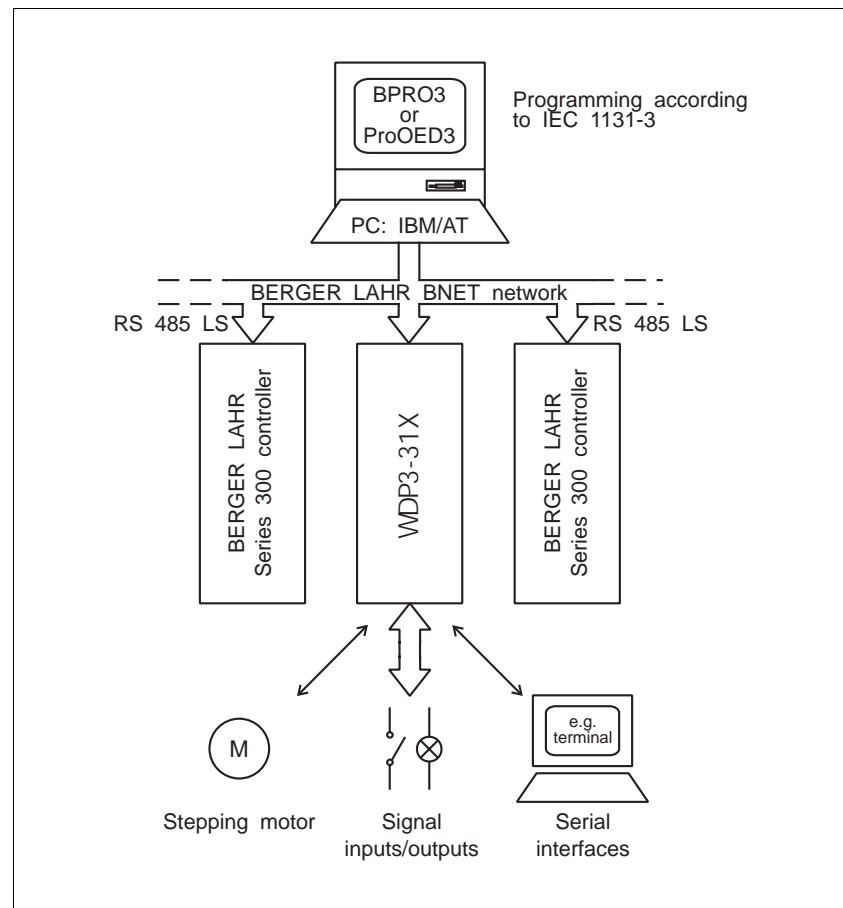 BPRO3
or
ProOED3
Programming according
to IEC 1131-3
PC: IBM/AT
BERGER LAHR BNET network
RS 485 LS
RS 485 LS
BERGER LAHR
Series 300 controller
WDP3-31X
BERGER LAHR
Series 300 controller
M
e.g.
terminal
Stepping motor
Signal
inputs/outputs
Serial
interfaces